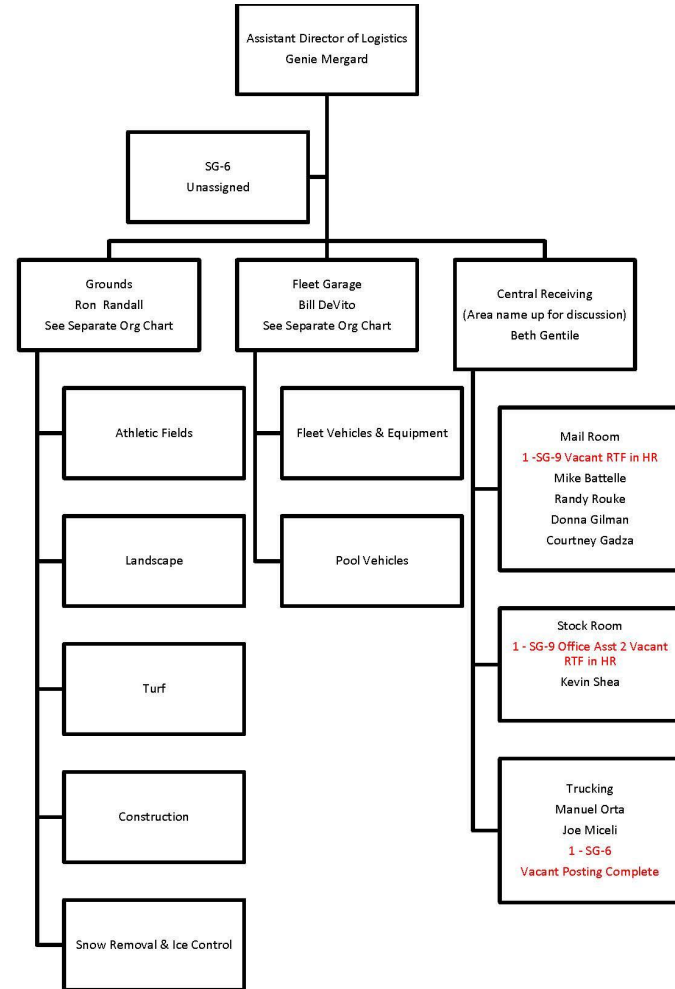 Assistant Director of Logistics
Genie Mergard
SG-6
Unassigned
Grounds
Ron Randall
See Separate Org Chart
Fleet Garage
Bill DeVito
See Separate Org Chart
Central Receiving
(Area name up for discussion)
Beth Gentile
Athletic Fields
Landscape
Turf
Construction
Snow Removal & Ice Control
Fleet Vehicles & Equipment
Pool Vehicles
Mail Room
1 -SG-9 Vacant RTF in HR
Mike Battelle
Randy Rouke
Donna Gilman
Courtney Gadza
Stock Room
1 - SG-9 Office Asst 2 Vacant
RTF in HR
Kevin Shea
Trucking
Manuel Orta
Joe Miceli
1 - SG-6
Vacant Posting Complete